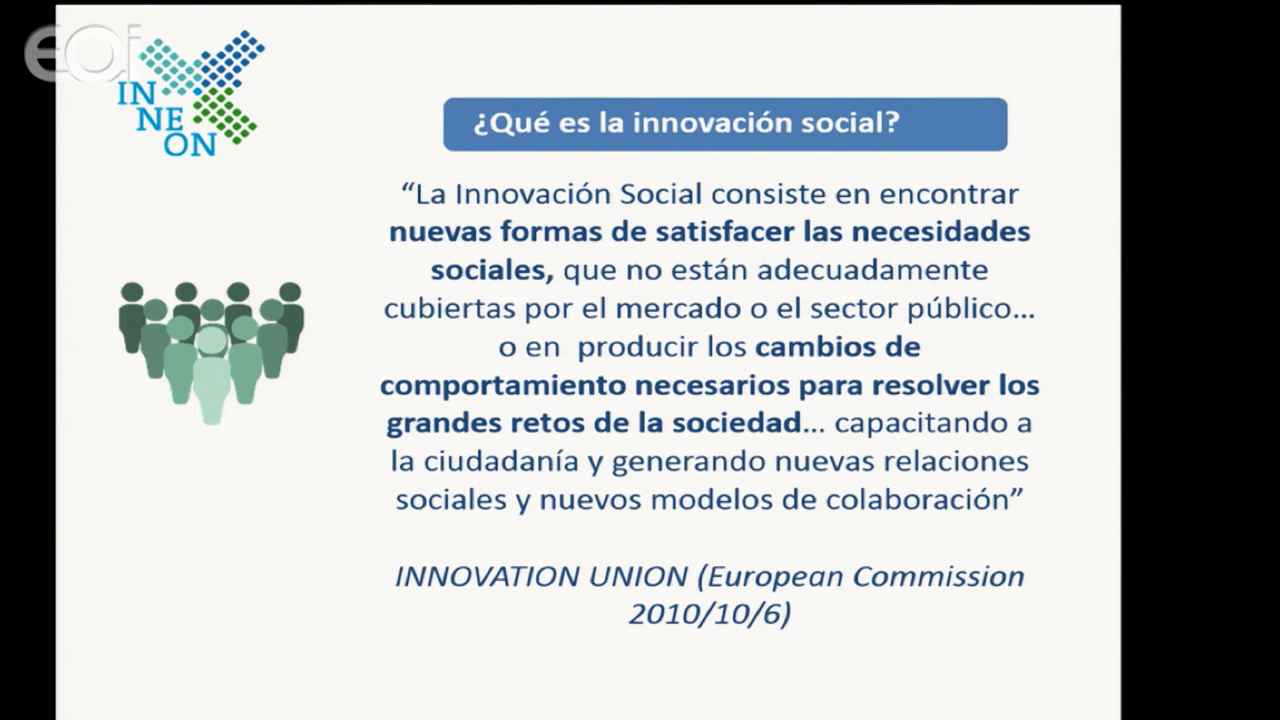 eoi
IN
NE
ON
¿Qué es la innovación social?
“La Innovación Social consiste en encontrar
nuevas formas de satisfacer las necesidades
sociales, que no están adecuadamente
cubiertas por el mercado o el sector público...
o en producir los cambios de
comportamiento necesarios para resolver los
grandes retos de la sociedad... capacitando a
la ciudadanía y generando nuevas relaciones
sociales y nuevos modelos de colaboración”
INNOVATION UNION (European Commission
2010/10/6)